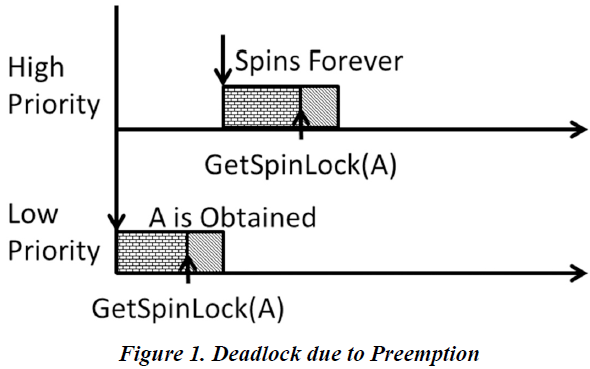 High
Priority
Spins Forever
GetSpinLock(A)
Low
Priority
A is Obtained
GetSpinLock(A)
Figure 1. Deadlock due to Preemption